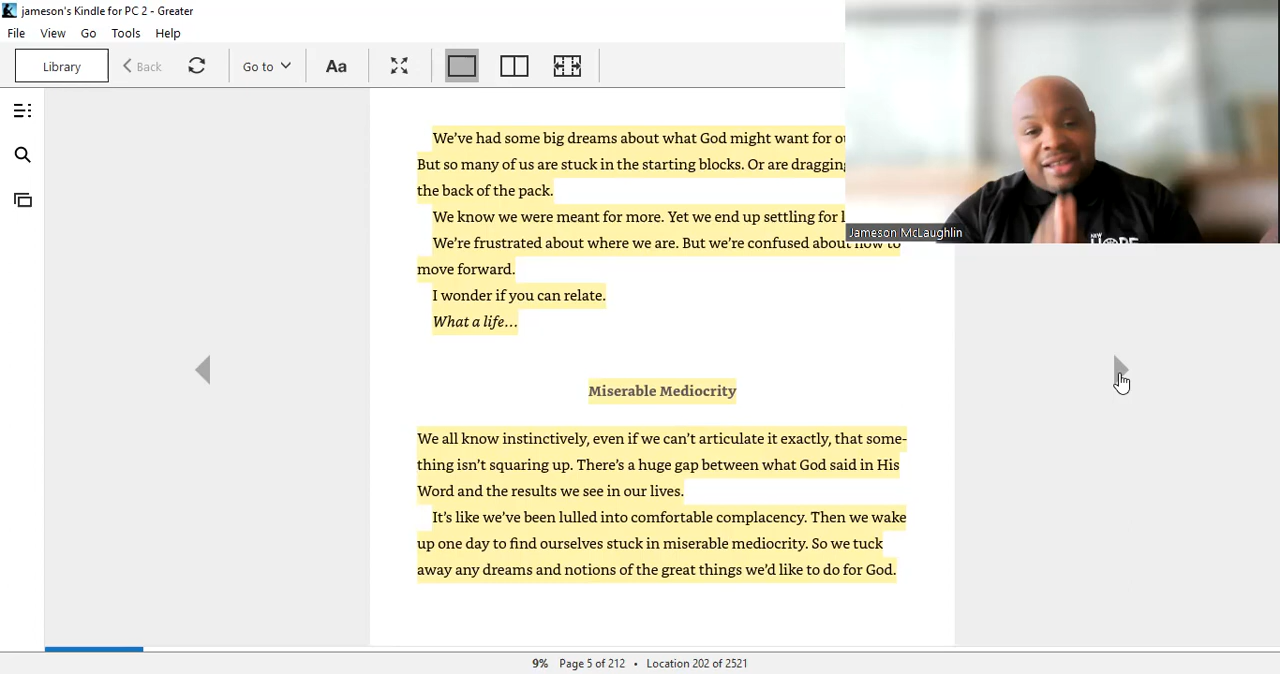 jameson's Kindle for PC 2 - Greater
File View Go Tools Help
Library Back Go to Aa
We've had some big dreams about what God might want for
But so many of us are stuck in the starting blocks. Or are
the back of the pack.
We know we were meant for more. Yet we end up settling for
We're frustrated about where we are. But we're confused about how to
move forward.
I wonder if you can relate.
What a life…
Jameson McLaughlin
NEW
HOPE
Miserable Mediocrity
We all know instinctively, even if we can't articulate it exactly, that some-
thing isn't squaring up. There's a huge gap between what God said in His
Word and the results we see in our lives.
It's like we've been lulled into comfortable complacency. Then we wake
up one day to find ourselves stuck in miserable mediocrity. So we tuck
away any dreams and notions of the great things we'd like to do for God.
9% Page 5 of 212 • Location 202 of 2521